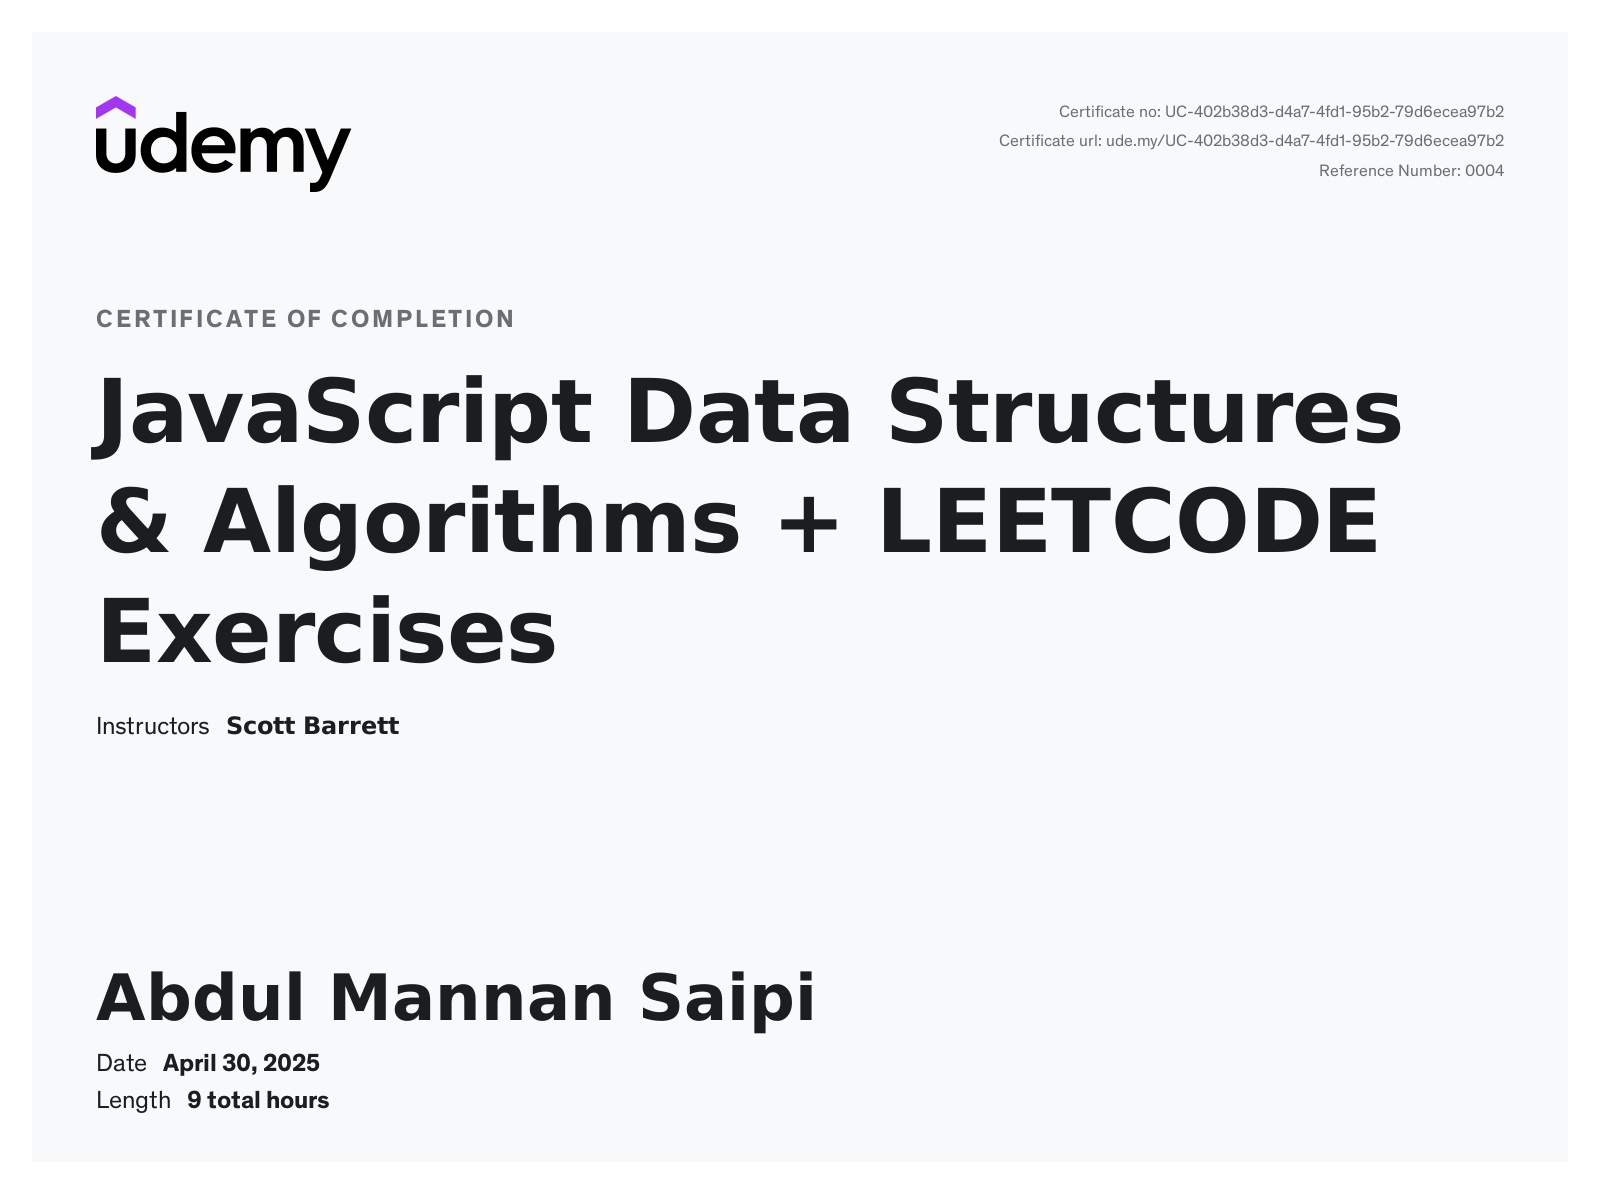 udemy
Certificate no: UC-402b38d3-d4a7-4fd1-95b2-79d6ecea97b2
Certificate url: ude.my/UC-402b38d3-d4a7-4fd1-95b2-79d6ecea97b2
Reference Number: 0004
CERTIFICATE OF COMPLETION
JavaScript Data Structures
& Algorithms + LEETCODE
Exercises
Instructors Scott Barrett
Abdul Mannan Saipi
Date April 30, 2025
Length 9 total hours